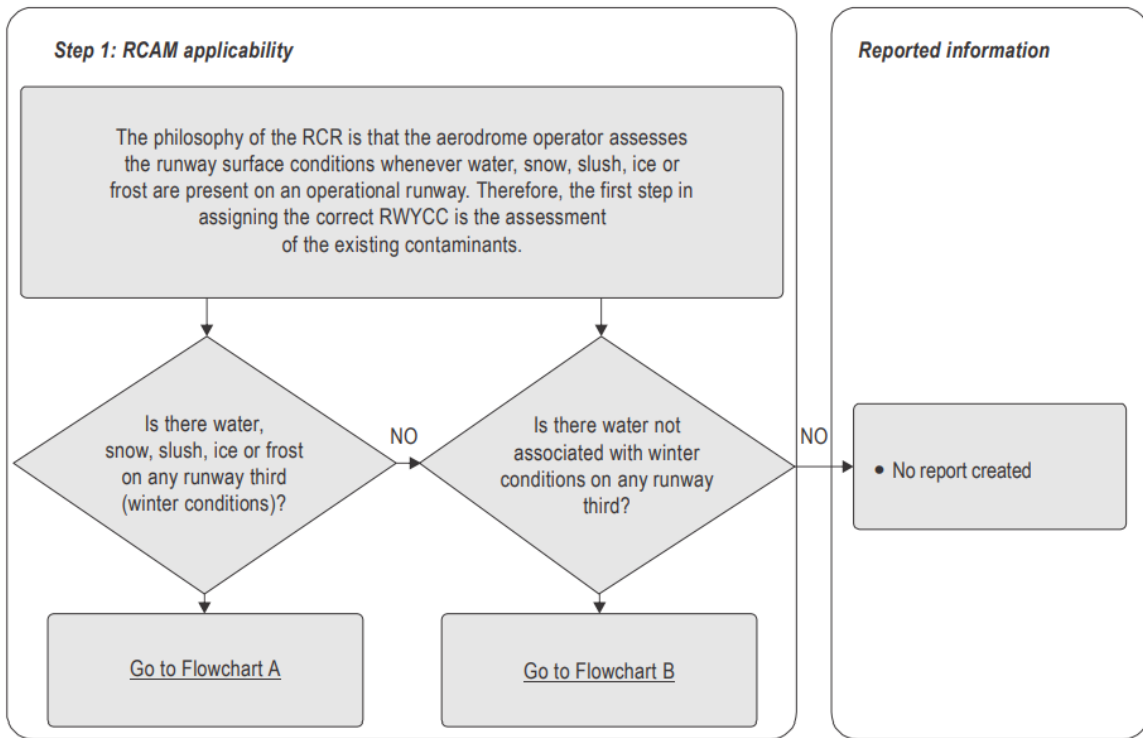 Step 1: RCAM applicability
Reported information
The philosophy of the RCR is that the aerodrome operator assesses
the runway surface conditions whenever water, snow, slush, ice or
frost are present on an operational runway. Therefore, the first step in
assigning the correct RWYCC is the assessment
of the existing contaminants.
Is there water,
snow, slush, ice or frost
on any runway third
(winter conditions)?
NO
Is there water not
associated with winter
conditions on any runway
third?
NO
• No report created
Go to Flowchart A
Go to Flowchart B